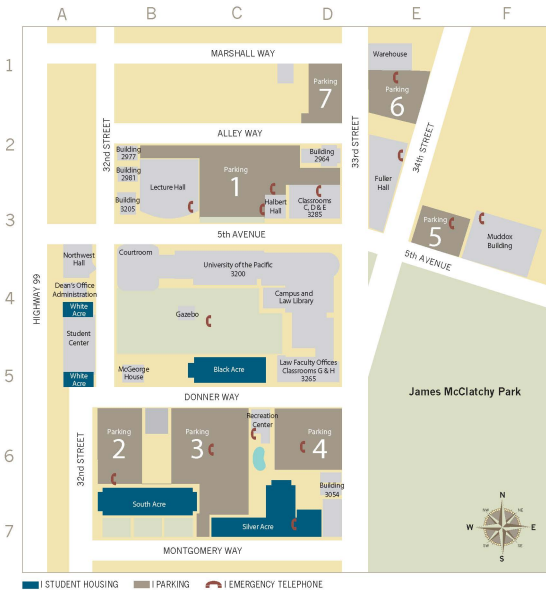 A
B
C
D
E
F
1
2
3
4
5
6
7
MARSHALL WAY
Parking
7
Warehouse
Parking
6
ALLEY WAY
32nd STREET
33rd STREET
34th STREET
Building
2977
Building
2981
Building
3205
Lecture Hall
Parking
1
Halbert
Hall
Building
2964
Classrooms
C, D & E
3285
Fuller
Hall
Parking
5
Muddox
Building
5th AVENUE
5th AVENUE
HIGHWAY 99
Northwest
Hall
Dean's Office
Administration
White
Acre
Student
Center
White
Acre
Courtroom
University of the Pacific
3200
Campus and
Law Library
Gazebo
McGeorge
House
Black Acre
Law Faculty Offices
Classrooms G & H
3265
James McClatchy Park
DONNER WAY
32nd STREET
Parking
2
Parking
3
Recreation
Center
Parking
4
Building
3054
South Acre
Silver Acre
MONTGOMERY WAY
N
NW
NE
W
E
SW
SE
S
I STUDENT HOUSING
I PARKING
I EMERGENCY TELEPHONE